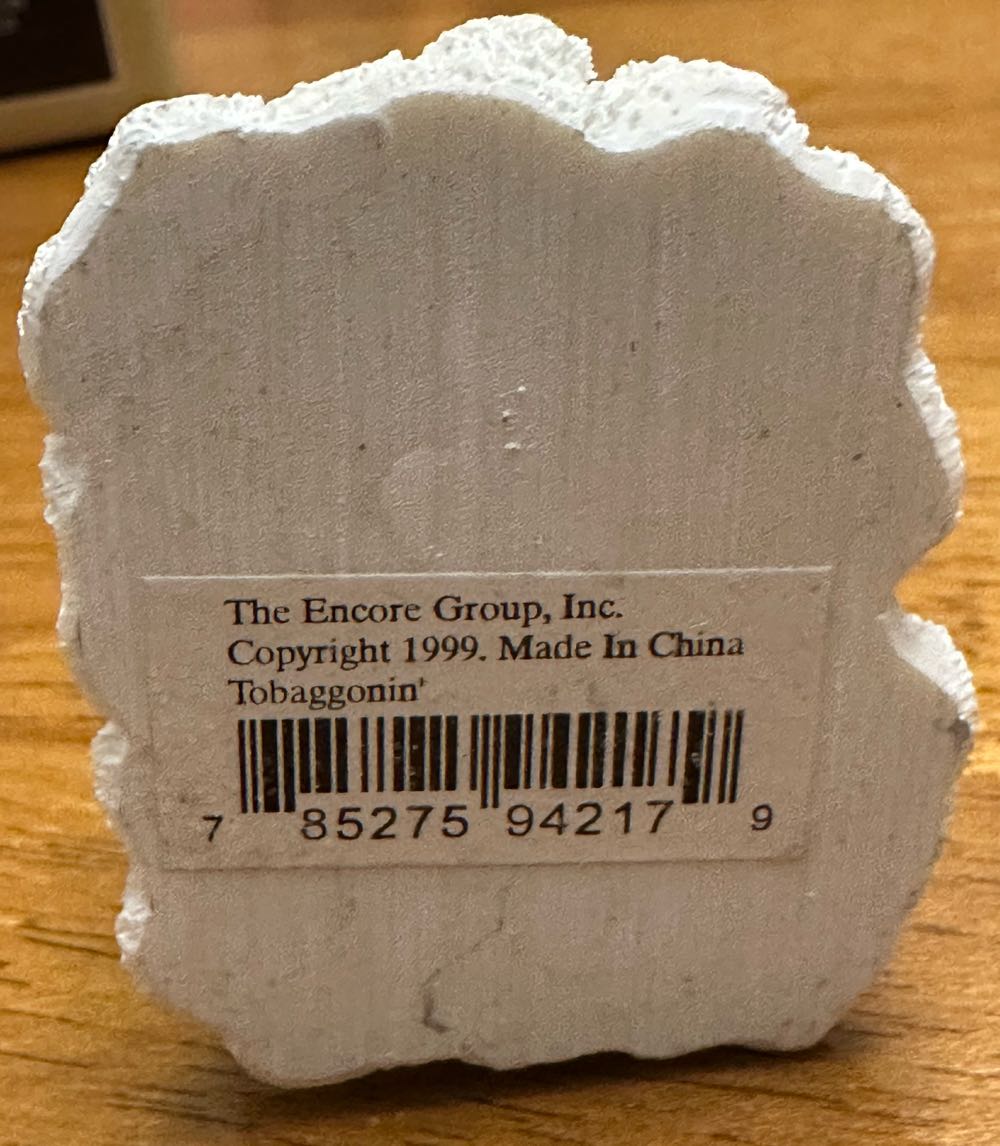 The Encore Group, Inc.
Copyright 1999. Made In China
Tobaggonin'
7 85275 94217 9